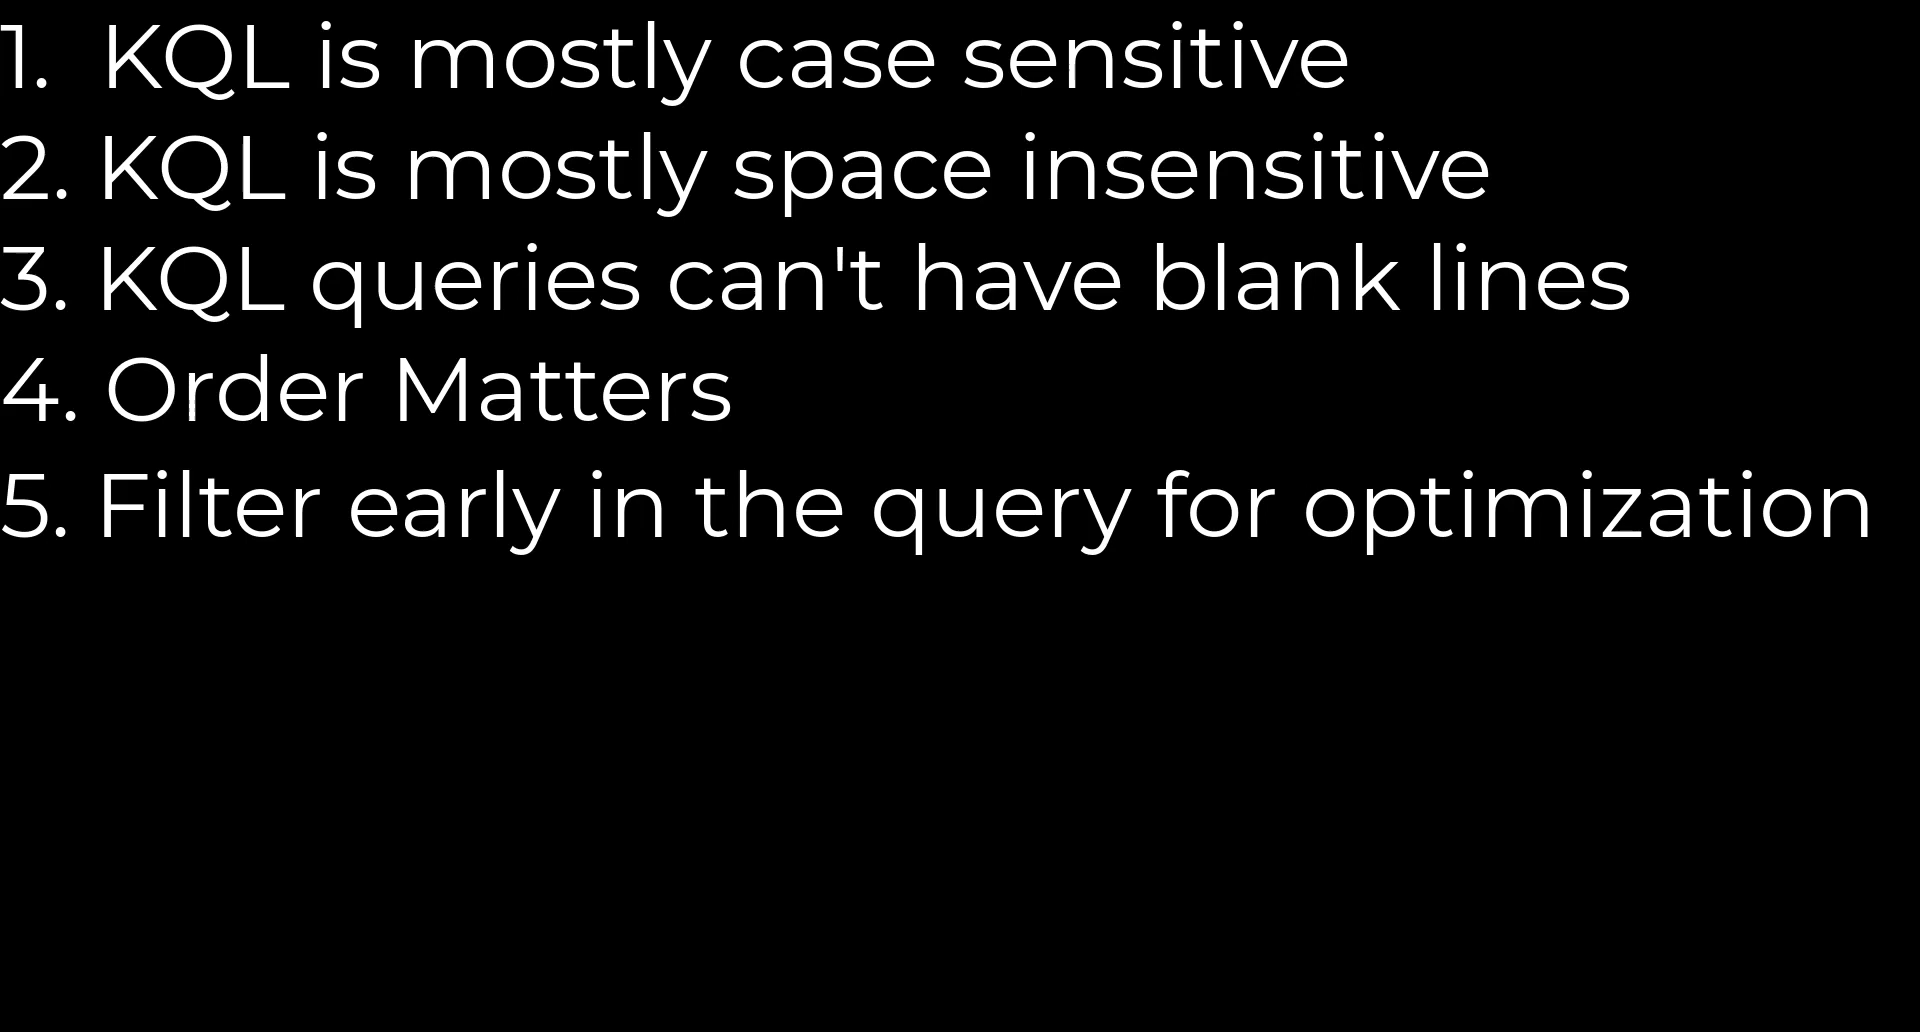 1. KQL is mostly case sensitive
2. KQL is mostly space insensitive
3. KQL queries can't have blank lines
4. Order Matters
5. Filter early in the query for optimization